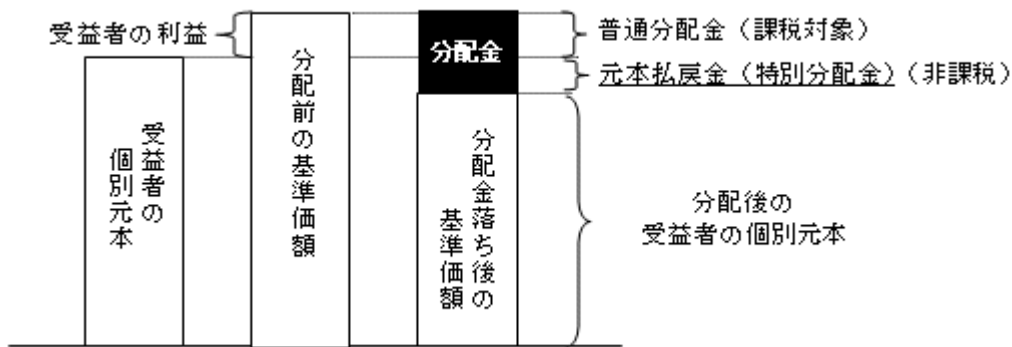 受益者の利益
受益者の
個別元本
分配前の基準価額
分配金
分配金落ち後の
基準価額
普通分配金（課税対象）
元本払戻金（特別分配金）（非課税）
分配後の
受益者の個別元本